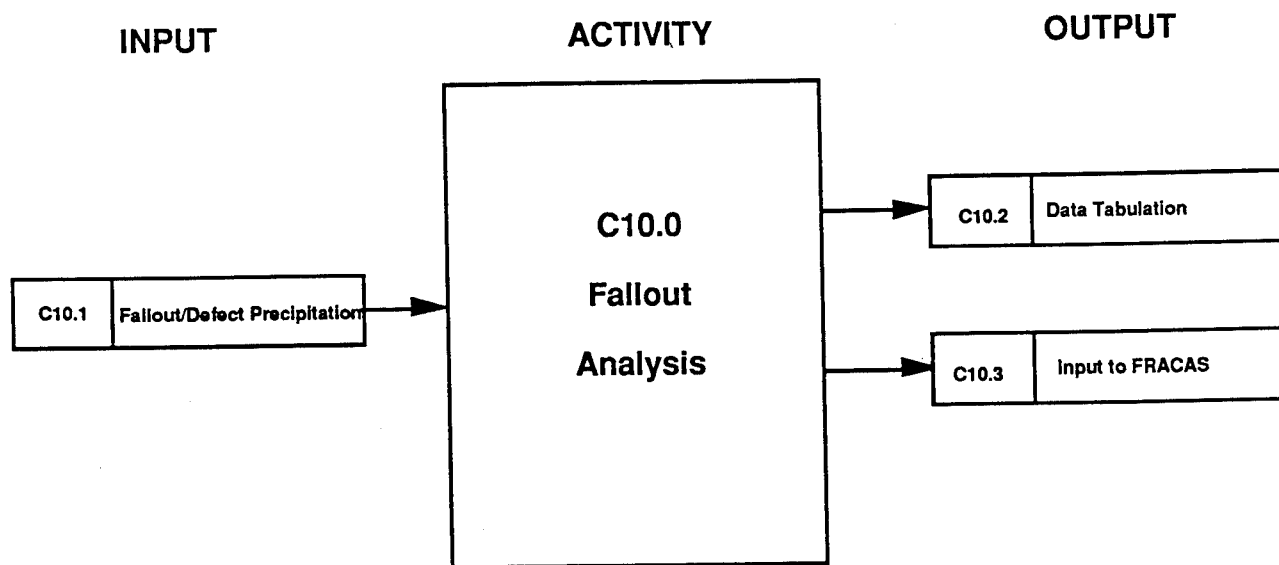 INPUT
ACTIVITY
OUTPUT
C10.1
Fallout/Defect Precipitation
C10.0
Fallout
Analysis
C10.2
Data Tabulation
C10.3
Input to FRACAS